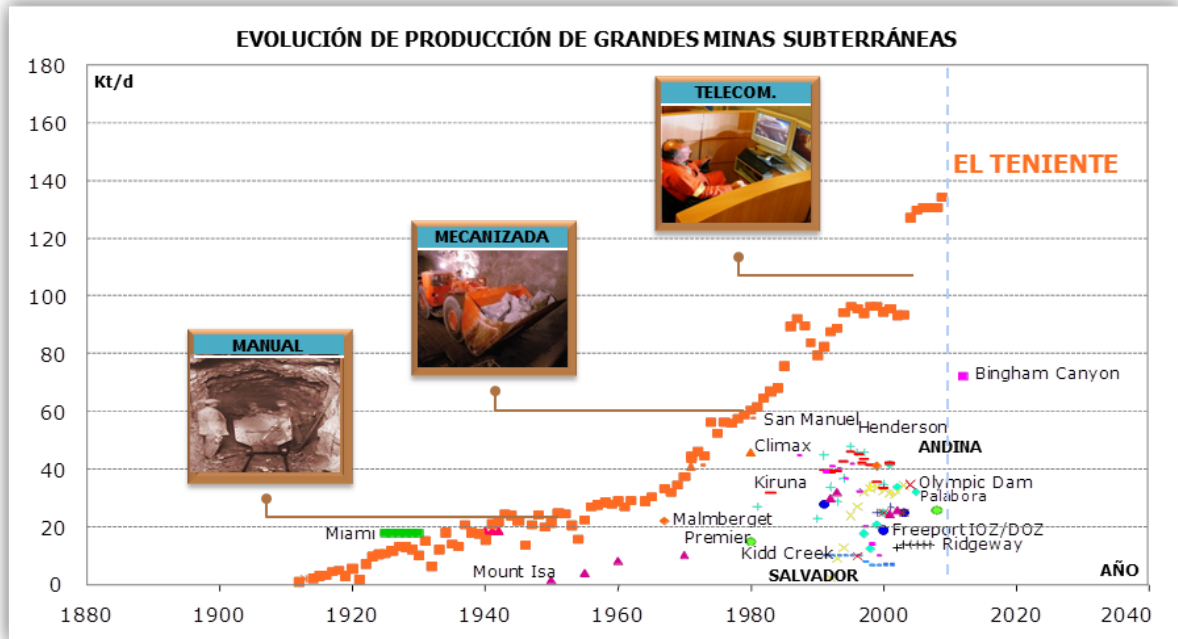 EVOLUCIÓN DE PRODUCCIÓN DE GRANDES MINAS SUBTERRÁNEAS
180
Kt/d
TELECOM.
160
EL TENIENTE
140
MECANIZADA
120
100
MANUAL
80
Bingham Canyon
60
San Manuel
Henderson
Climax
ANDINA
40
Kiruna
Olympic Dam
Palabora
Malmberget
Miami
Premier
Freeport IOZ/DOZ
20
Kidd Creek
Ridgeway
Mount Isa
SALVADOR
AÑO
0
1880 1900 1920 1940 1960 1980 2000 2020 2040